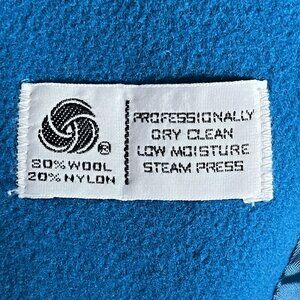 80% WOOL
20% NYLON
PROFESSIONALLY
DRY CLEAN
LOW MOISTURE
STEAM PRESS